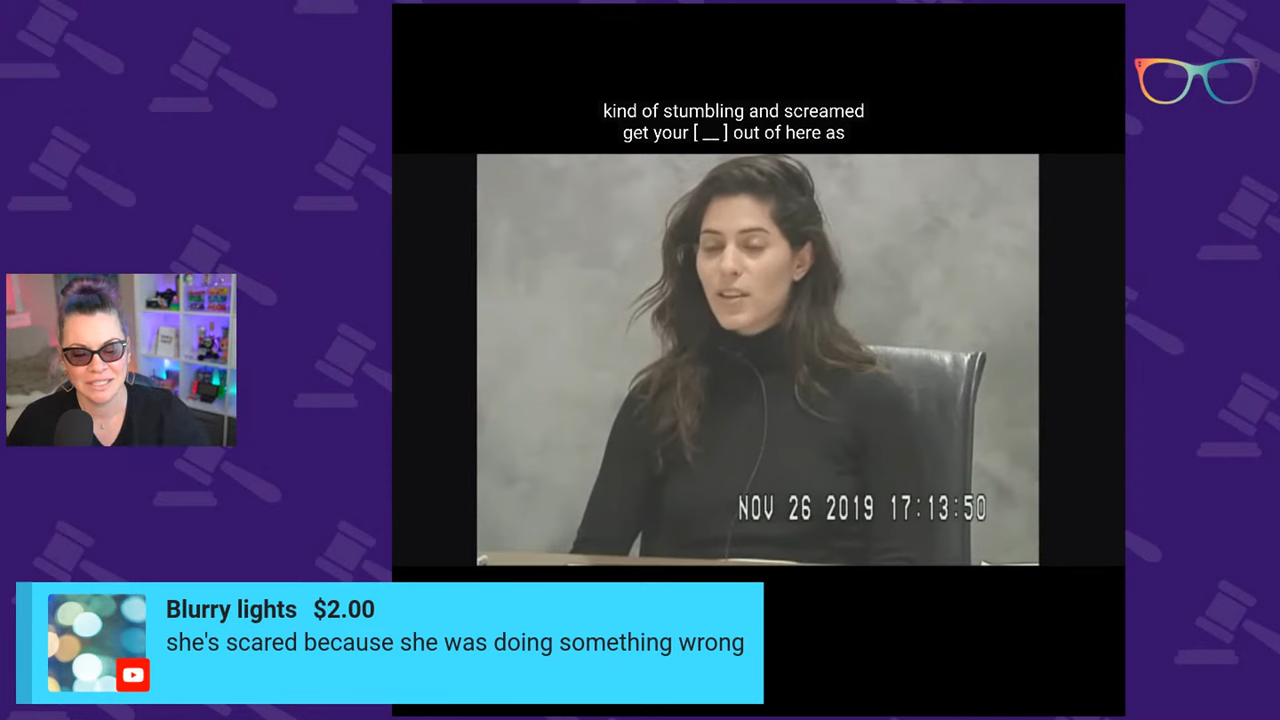 kind of stumbling and screamed
get your [ __ ] out of here as
NOV 26 2019 17:13:50
Blurry lights $2.00
she's scared because she was doing something wrong